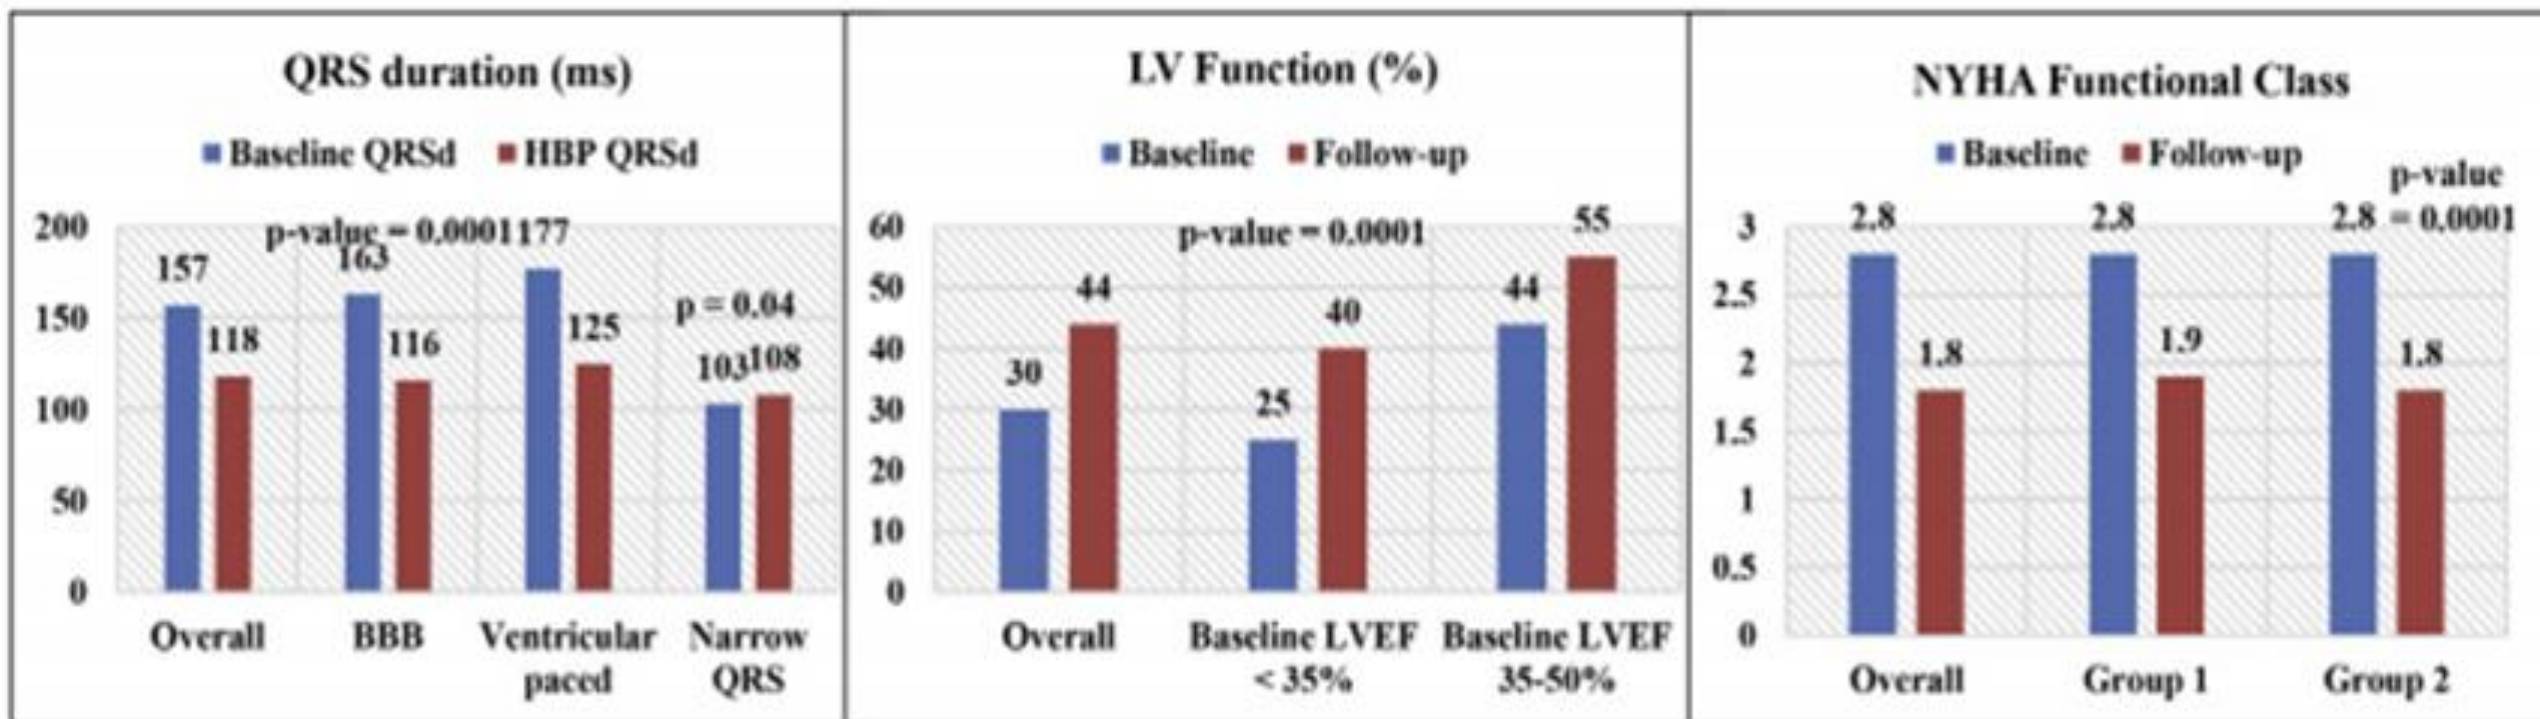 QRS duration (ms)
Baseline QRSd HBP QRSd
p-value = 0.0001
200
150
100
50
0
157
118
163
116
177
125
p = 0.04
103
108
Overall
BBB
Ventricular paced
Narrow QRS
LV Function (%)
Baseline Follow-up
p-value = 0.0001
60
50
40
30
20
10
0
30
44
25
40
44
55
Overall
Baseline LVEF < 35%
Baseline LVEF 35-50%
NYHA Functional Class
Baseline Follow-up
p-value = 0.0001
3
2.5
2
1.5
1
0.5
0
2.8
1.8
2.8
1.9
2.8
1.8
Overall
Group 1
Group 2